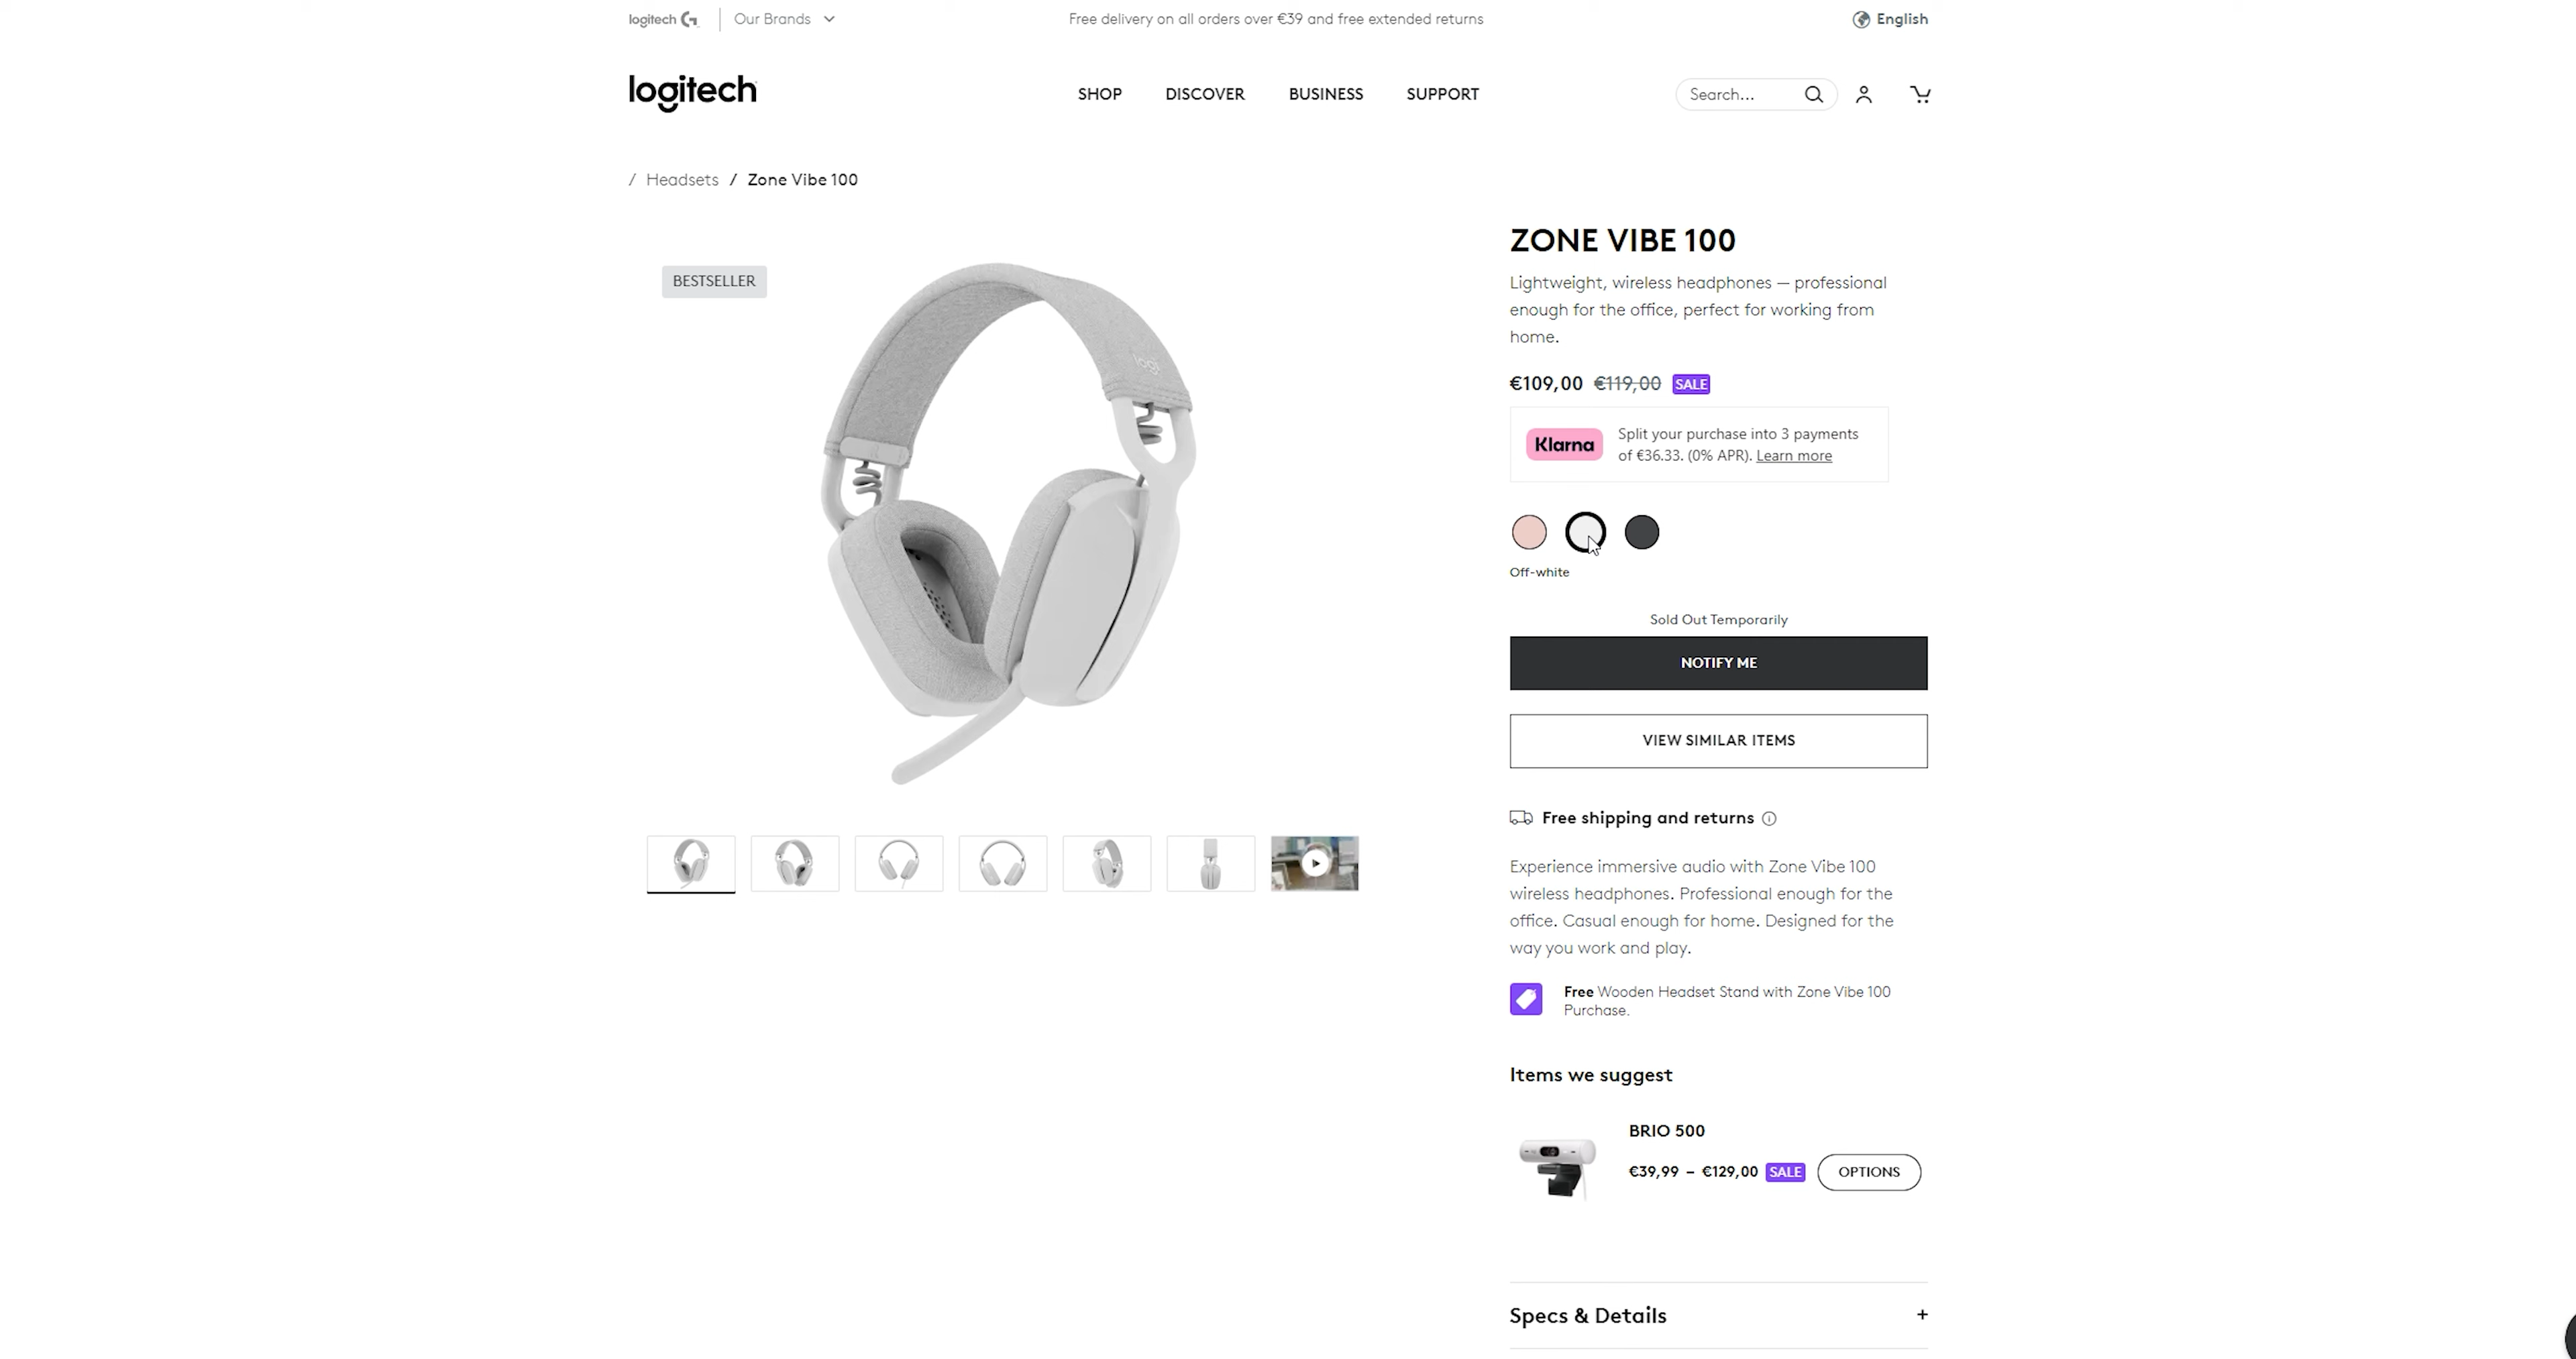 logitech G
Our Brands
Free delivery on all orders over €39 and free extended returns
English
logitech
SHOP
DISCOVER
BUSINESS
SUPPORT
Search...
/ Headsets / Zone Vibe 100
BESTSELLER
logi
ZONE VIBE 100
Lightweight, wireless headphones — professional
enough for the office, perfect for working from
home.
€109,00 €119,00 SALE
Klarna
Split your purchase into 3 payments
of €36.33. (0% APR). Learn more
Off-white
Sold Out Temporarily
NOTIFY ME
VIEW SIMILAR ITEMS
Free shipping and returns
Experience immersive audio with Zone Vibe 100
wireless headphones. Professional enough for the
office. Casual enough for home. Designed for the
way you work and play.
Free Wooden Headset Stand with Zone Vibe 100
Purchase.
Items we suggest
BRIO 500
€39,99 – €129,00 SALE
OPTIONS
Specs & Details +